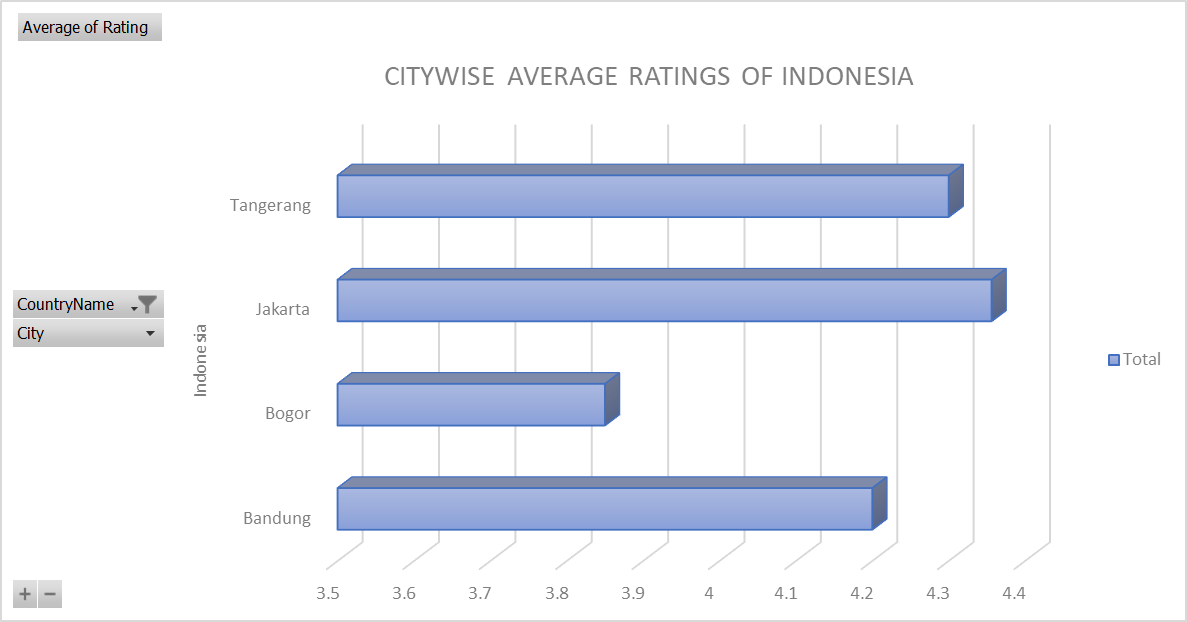 Average of Rating
CITYWISE AVERAGE RATINGS OF INDONESIA
Tangerang
Jakarta
CountryName
City
Indonesia
Total
Bogor
Bandung
3.5 3.6 3.7 3.8 3.9 4 4.1 4.2 4.3 4.4